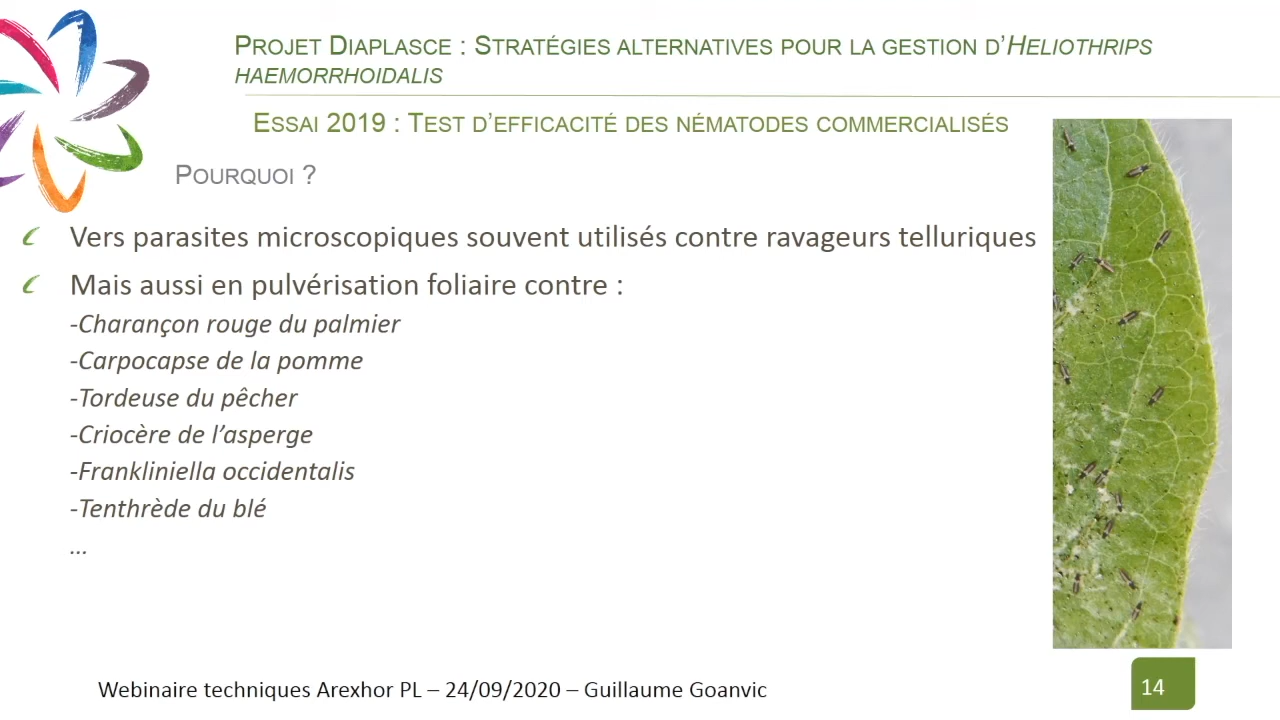 Projet Diaplasce : Stratégies alternatives pour la gestion d’Heliothrips
haemorrhoidalis
Essai 2019 : Test d’efficacité des nématodes commercialisés
Pourquoi ?
Vers parasites microscopiques souvent utilisés contre ravageurs telluriques
Mais aussi en pulvérisation foliaire contre :
-Charançon rouge du palmier
-Carpocapse de la pomme
-Tordeuse du pêcher
-Criocère de l’asperge
-Frankliniella occidentalis
-Tenthrède du blé
…
Webinaire techniques Arexhor PL – 24/09/2020 – Guillaume Goanvic
14